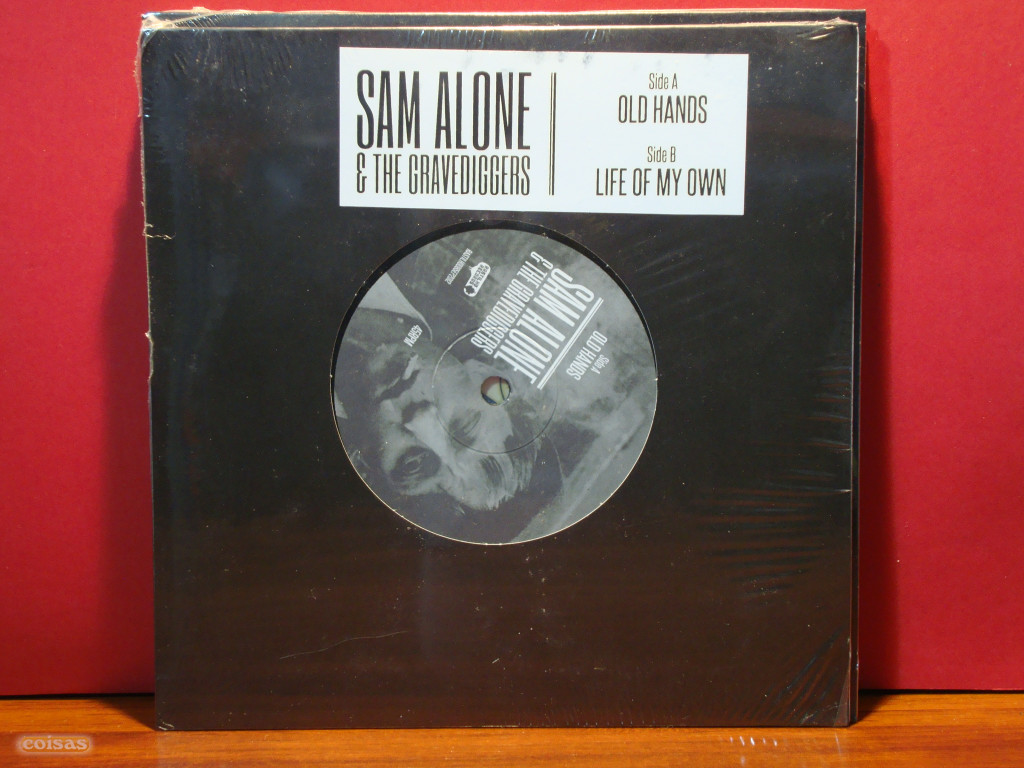 SAM ALONE
& THE GRAVEDIGGERS
Side A
OLD HANDS
Side B
LIFE OF MY OWN
SAM ALONE
& THE GRAVEDIGGERS
Side A
OLD HANDS
45RPM
coisas